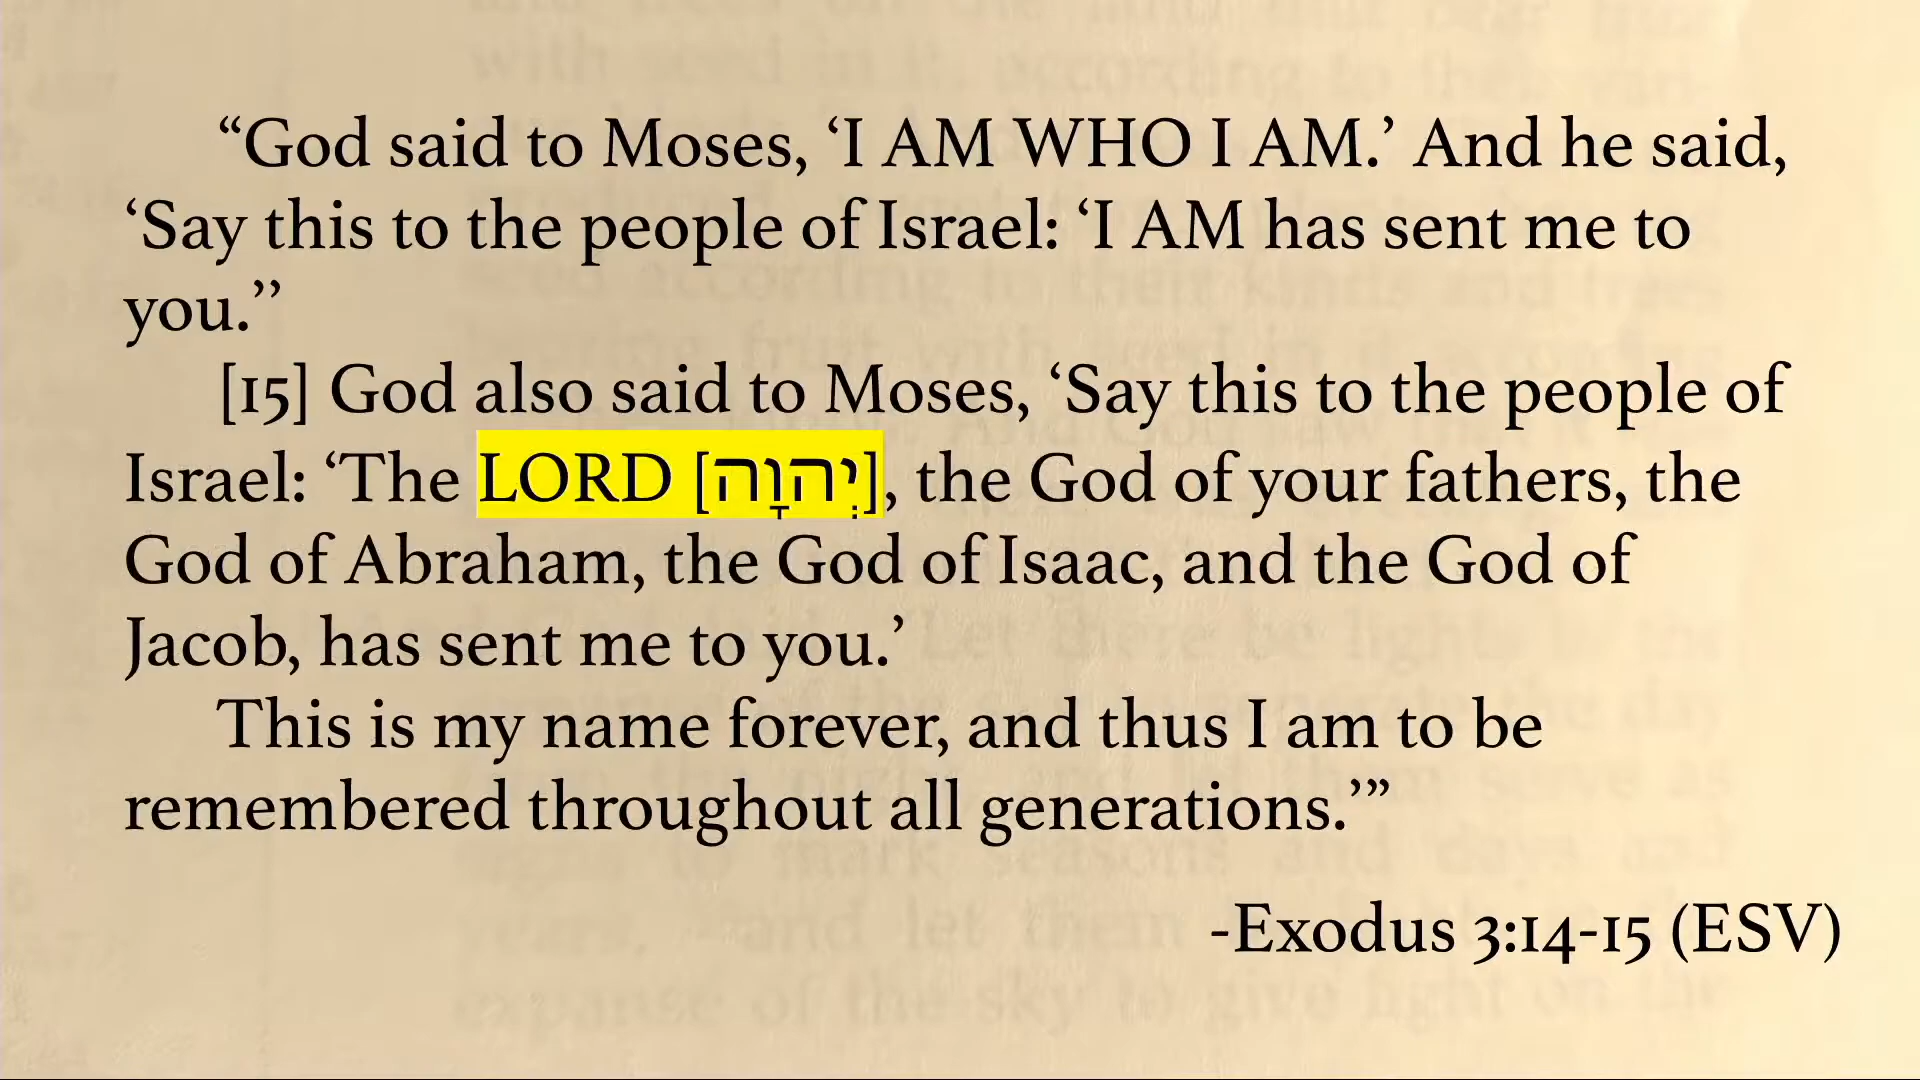 “God said to Moses, ‘I AM WHO I AM.’ And he said,
‘Say this to the people of Israel: ‘I AM has sent me to
you.’’
[15] God also said to Moses, ‘Say this to the people of
Israel: ‘The LORD [יְהוָה], the God of your fathers, the
God of Abraham, the God of Isaac, and the God of
Jacob, has sent me to you.’
This is my name forever, and thus I am to be
remembered throughout all generations.’”
-Exodus 3:14-15 (ESV)